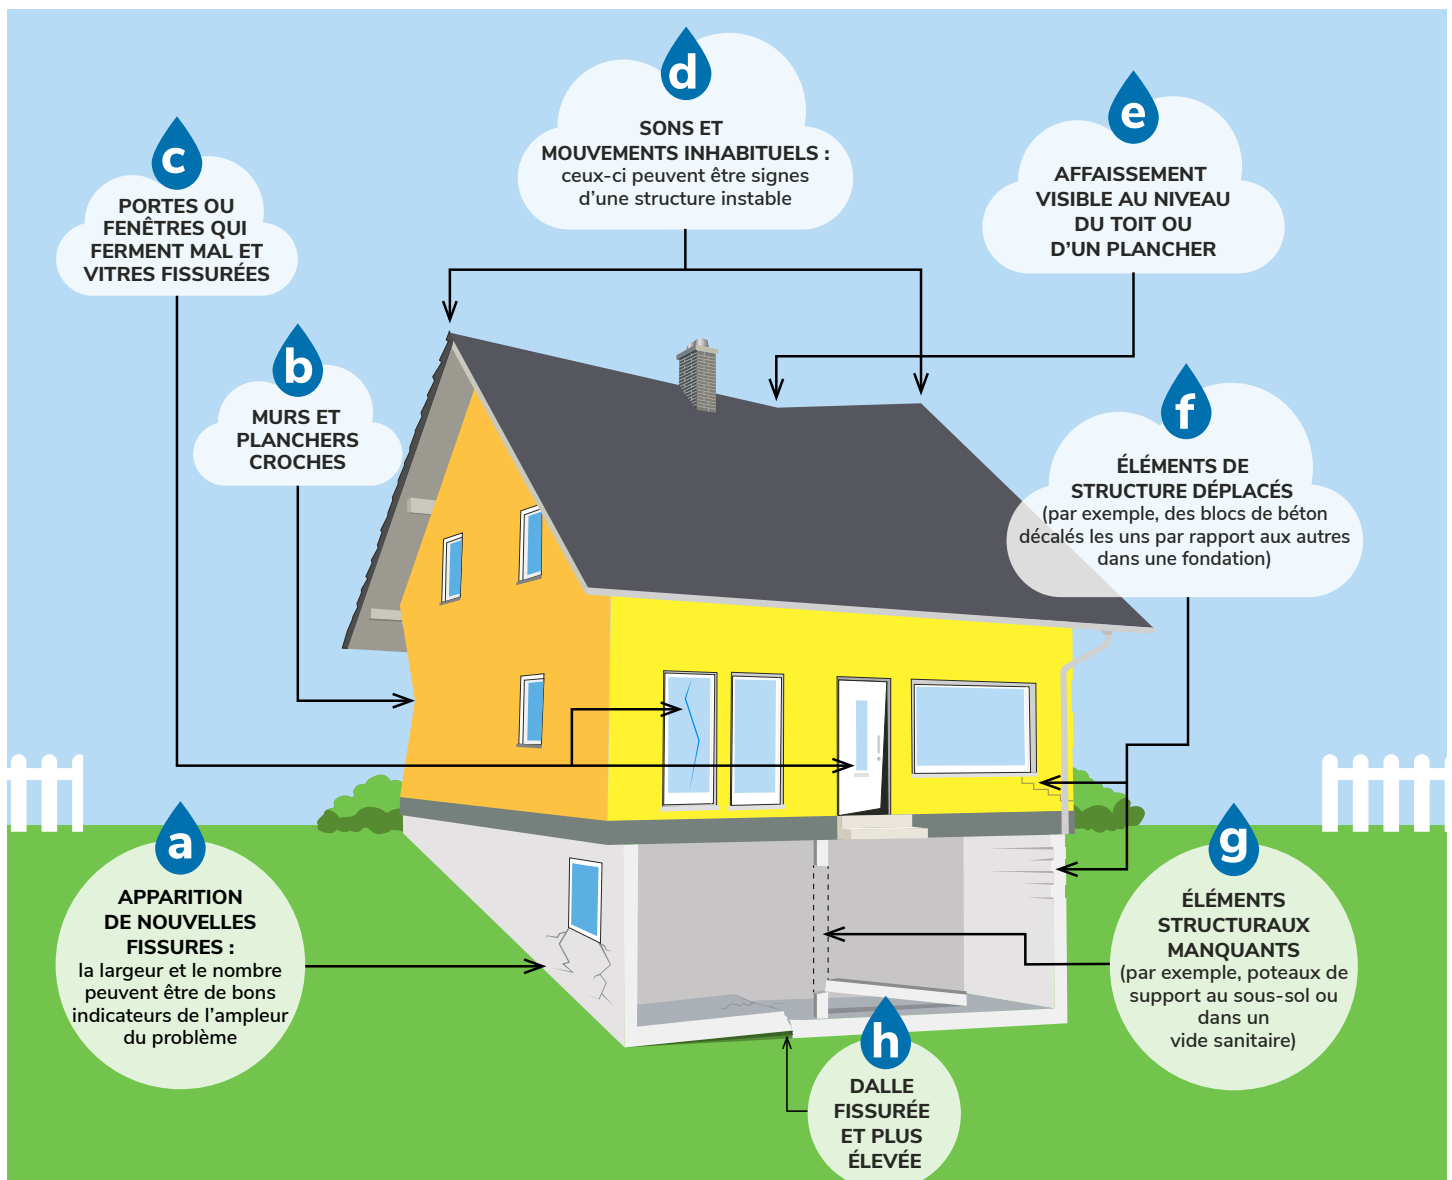 a
APPARITION
DE NOUVELLES
FISSURES :
la largeur et le nombre
peuvent être de bons
indicateurs de l’ampleur
du problème
b
MURS ET
PLANCHERS
CROCHES
c
PORTES OU
FENÊTRES QUI
FERMENT MAL ET
VITRES FISSURÉES
d
SONS ET
MOUVEMENTS INHABITUELS :
ceux-ci peuvent être signes
d’une structure instable
e
AFFAISSEMENT
VISIBLE AU NIVEAU
DU TOIT OU
D’UN PLANCHER
f
ÉLÉMENTS DE
STRUCTURE DÉPLACÉS
(par exemple, des blocs de béton
décalés les uns par rapport aux autres
dans une fondation)
g
ÉLÉMENTS
STRUCTURAUX
MANQUANTS
(par exemple, poteaux de
support au sous-sol ou
dans un
vide sanitaire)
h
DALLE
FISSURÉE
ET PLUS
ÉLEVÉE